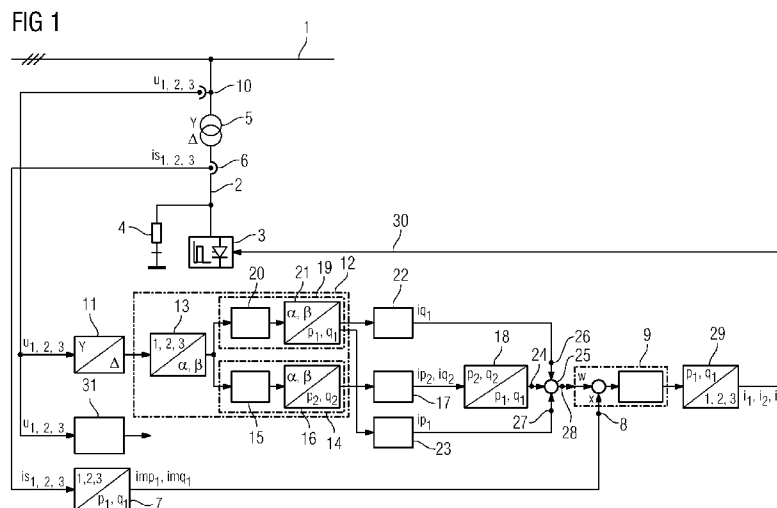 FIG 1
1
u1, 2, 3
10
Y
Δ
5
is1, 2, 3
6
2
4
3
30
20
21
19
12
22
11
13
α, β
p1, q1
iq1
18
26
25
9
29
u1, 2, 3
Y
Δ
1, 2, 3
α, β
ip2, iq2
p2, q2
p1, q1
24
w
p1, q1
1, 2, 3
i1, i2, i
31
α, β
p2, q2
15
16
14
17
27
28
x
8
ip1
23
u1, 2, 3
is1, 2, 3
1,2,3
p1, q1
imp1, imq1
7